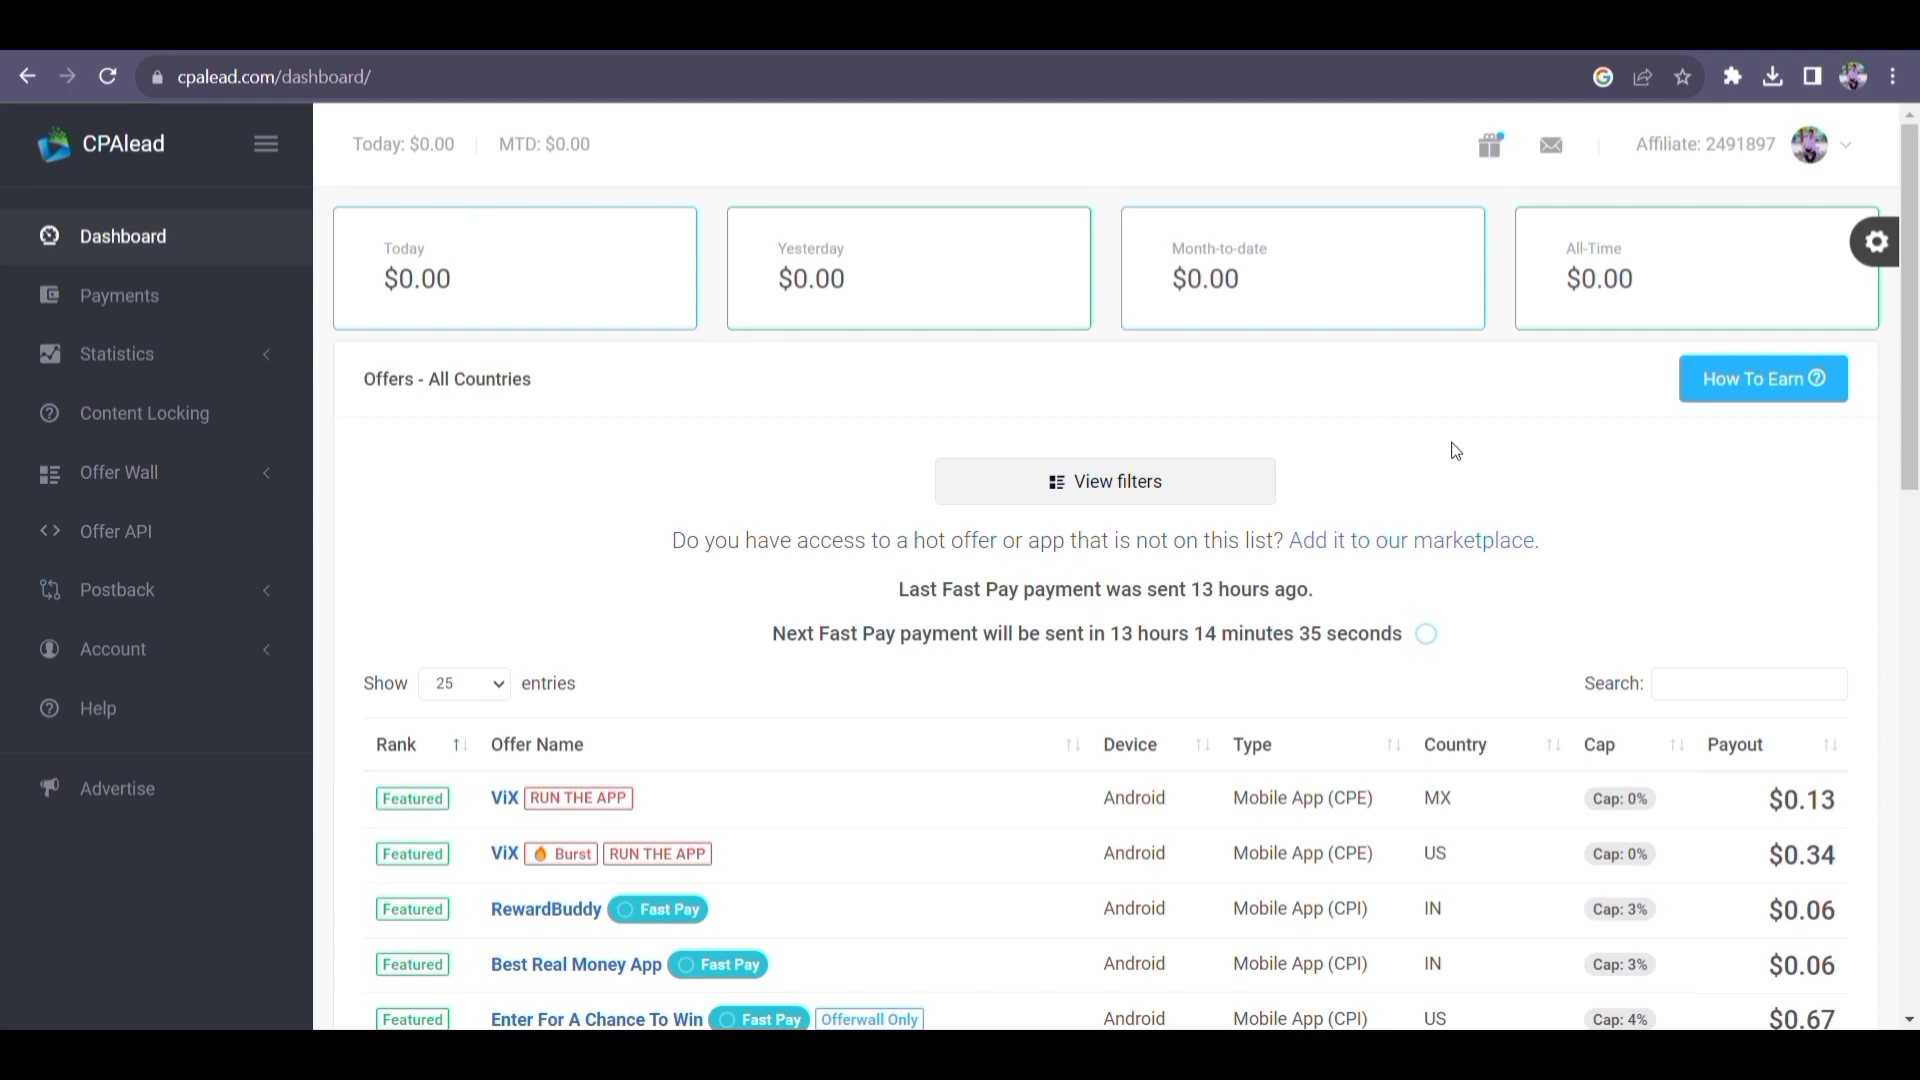 cpalead.com/dashboard/
CPAlead
Today: $0.00 | MTD: $0.00
Affiliate: 2491897
Dashboard
Payments
Statistics
Content Locking
Offer Wall
Offer API
Postback
Account
Help
Advertise
Today
$0.00
Yesterday
$0.00
Month-to-date
$0.00
All-Time
$0.00
Offers - All Countries
How To Earn
View filters
Do you have access to a hot offer or app that is not on this list? Add it to our marketplace.
Last Fast Pay payment was sent 13 hours ago.
Next Fast Pay payment will be sent in 13 hours 14 minutes 35 seconds
Show 25 entries
Search:
Rank Offer Name Device Type Country Cap Payout
Featured ViX RUN THE APP Android Mobile App (CPE) MX Cap: 0% $0.13
Featured ViX Burst RUN THE APP Android Mobile App (CPE) US Cap: 0% $0.34
Featured RewardBuddy Fast Pay Android Mobile App (CPI) IN Cap: 3% $0.06
Featured Best Real Money App Fast Pay Android Mobile App (CPI) IN Cap: 3% $0.06
Featured Enter For A Chance To Win Fast Pay Offerwall Only Android Mobile App (CPI) US Cap: 4% $0.67